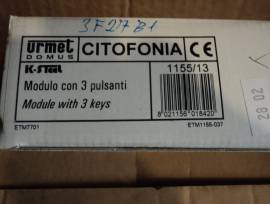 3F27B1
urmet
DOMUS
CITOFONIA CE
K-Steel
1155/13
Modulo con 3 pulsanti
Module with 3 keys
8 021156 018420
ETM7701
ETM1155-037
28 02